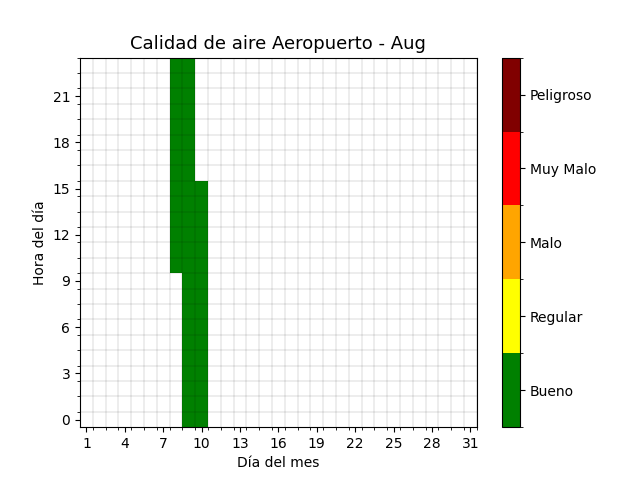 Calidad de aire Aeropuerto - Aug
Hora del día
21
18
15
12
9
6
3
0
1 4 7 10 13 16 19 22 25 28 31
Día del mes
Peligroso
Muy Malo
Malo
Regular
Bueno